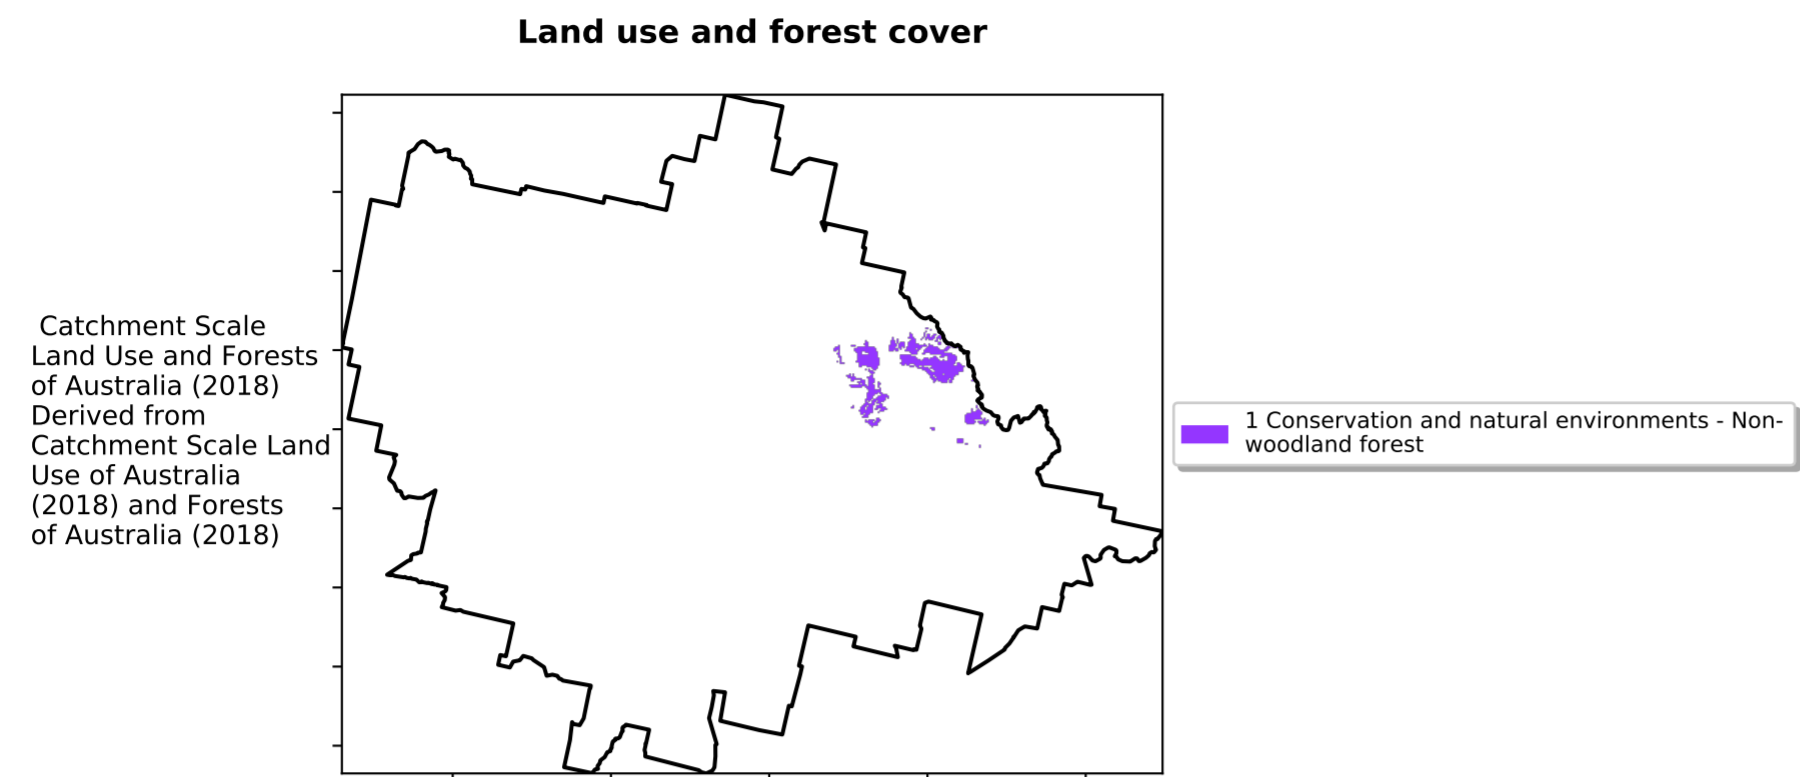 Land use and forest cover
Catchment Scale
Land Use and Forests
of Australia (2018)
Derived from
Catchment Scale Land
Use of Australia
(2018) and Forests
of Australia (2018)
1 Conservation and natural environments - Non-
woodland forest